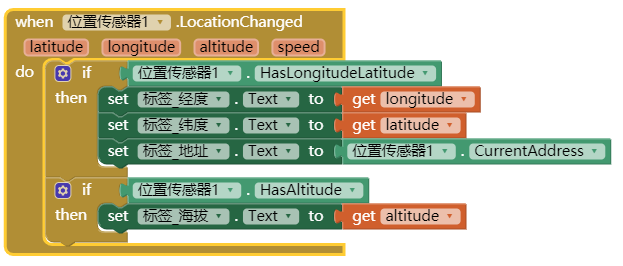 when 位置传感器1 .LocationChanged
latitude longitude altitude speed
do if 位置传感器1 . HasLongitudeLatitude
then set 标签_经度 . Text to get longitude
set 标签_纬度 . Text to get latitude
set 标签_地址 . Text to 位置传感器1 . CurrentAddress
if 位置传感器1 . HasAltitude
then set 标签_海拔 . Text to get altitude